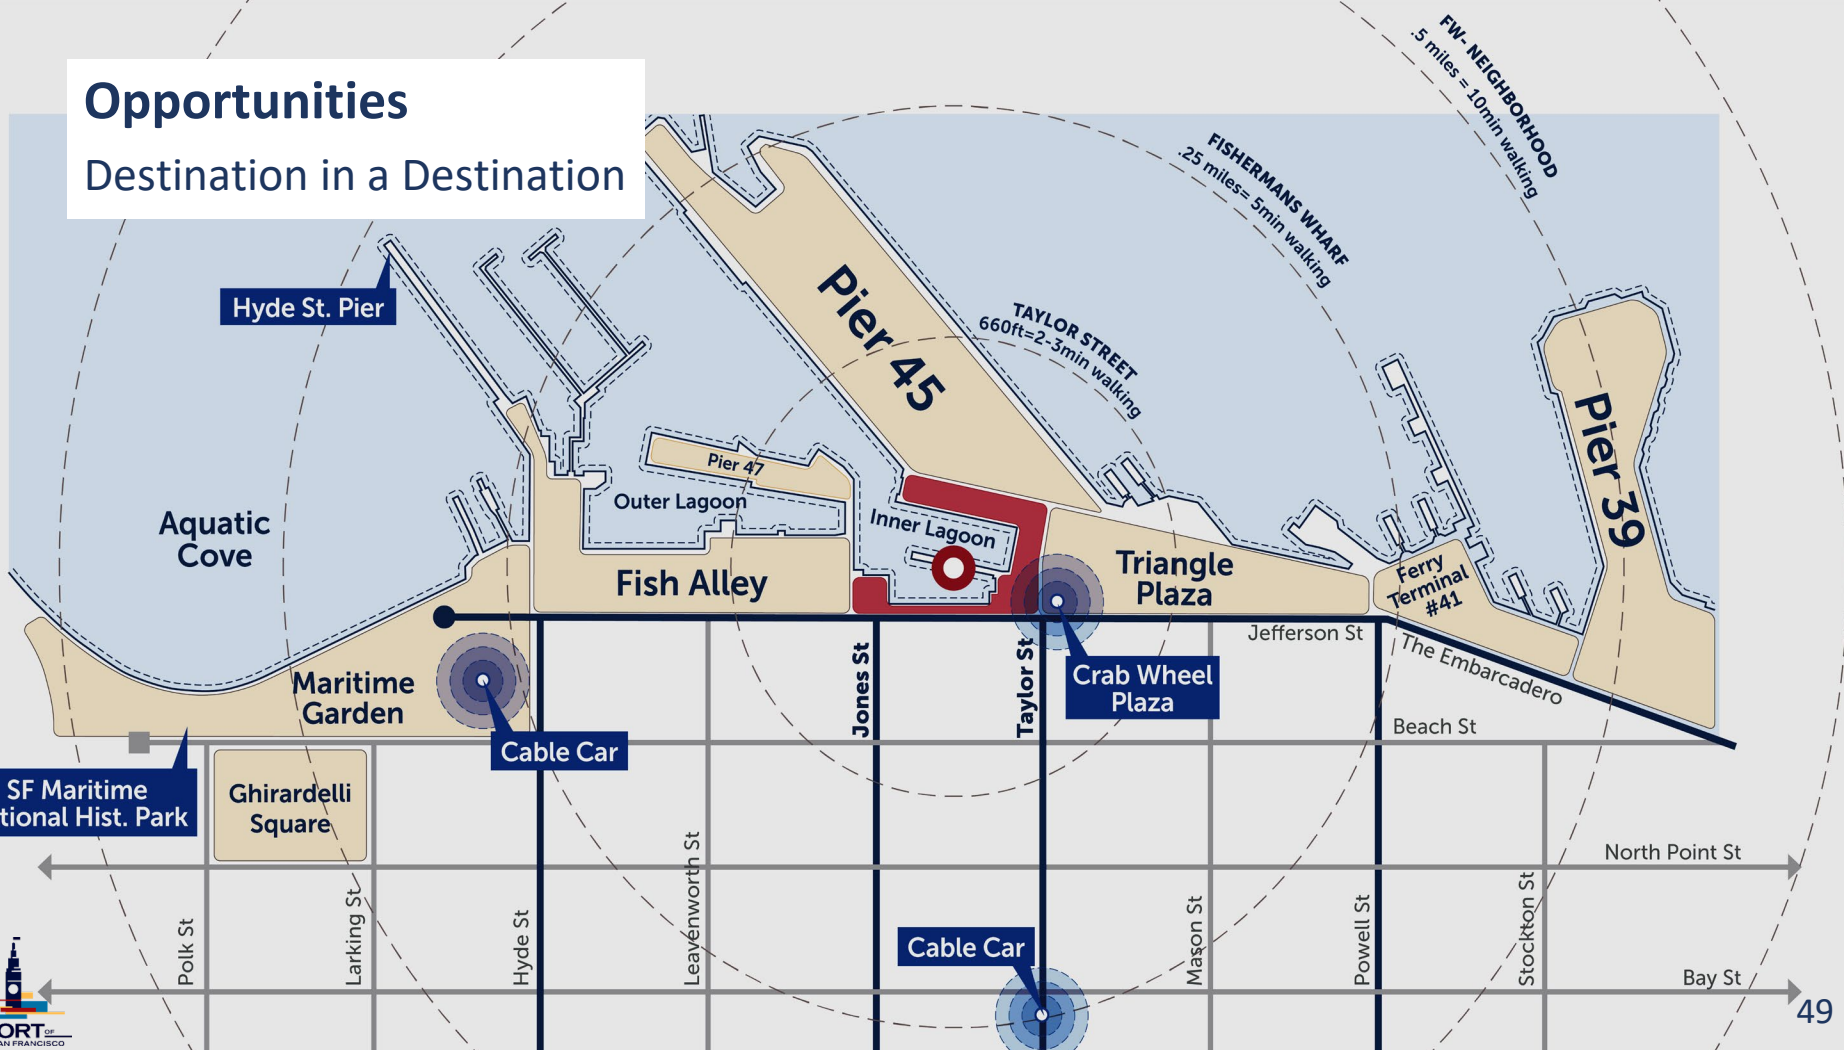 Opportunities
Destination in a Destination
FW- NEIGHBORHOOD
.5 miles = 10min walking
FISHERMANS WHARF
.25 miles= 5min walking
TAYLOR STREET
660ft=2-3min walking
Hyde St. Pier
Pier 45
Pier 39
Pier 47
Outer Lagoon
Inner Lagoon
Aquatic
Cove
Fish Alley
Triangle
Plaza
Ferry
Terminal
#41
Jefferson St
The Embarcadero
Maritime
Garden
Jones St
Taylor St
Crab Wheel
Plaza
Cable Car
Beach St
SF Maritime
tional Hist. Park
Ghirardelli
Square
North Point St
Polk St
Larking St
Hyde St
Leavenworth St
Cable Car
Mason St
Powell St
Stockton St
Bay St
49
ORT OF
AN FRANCISCO